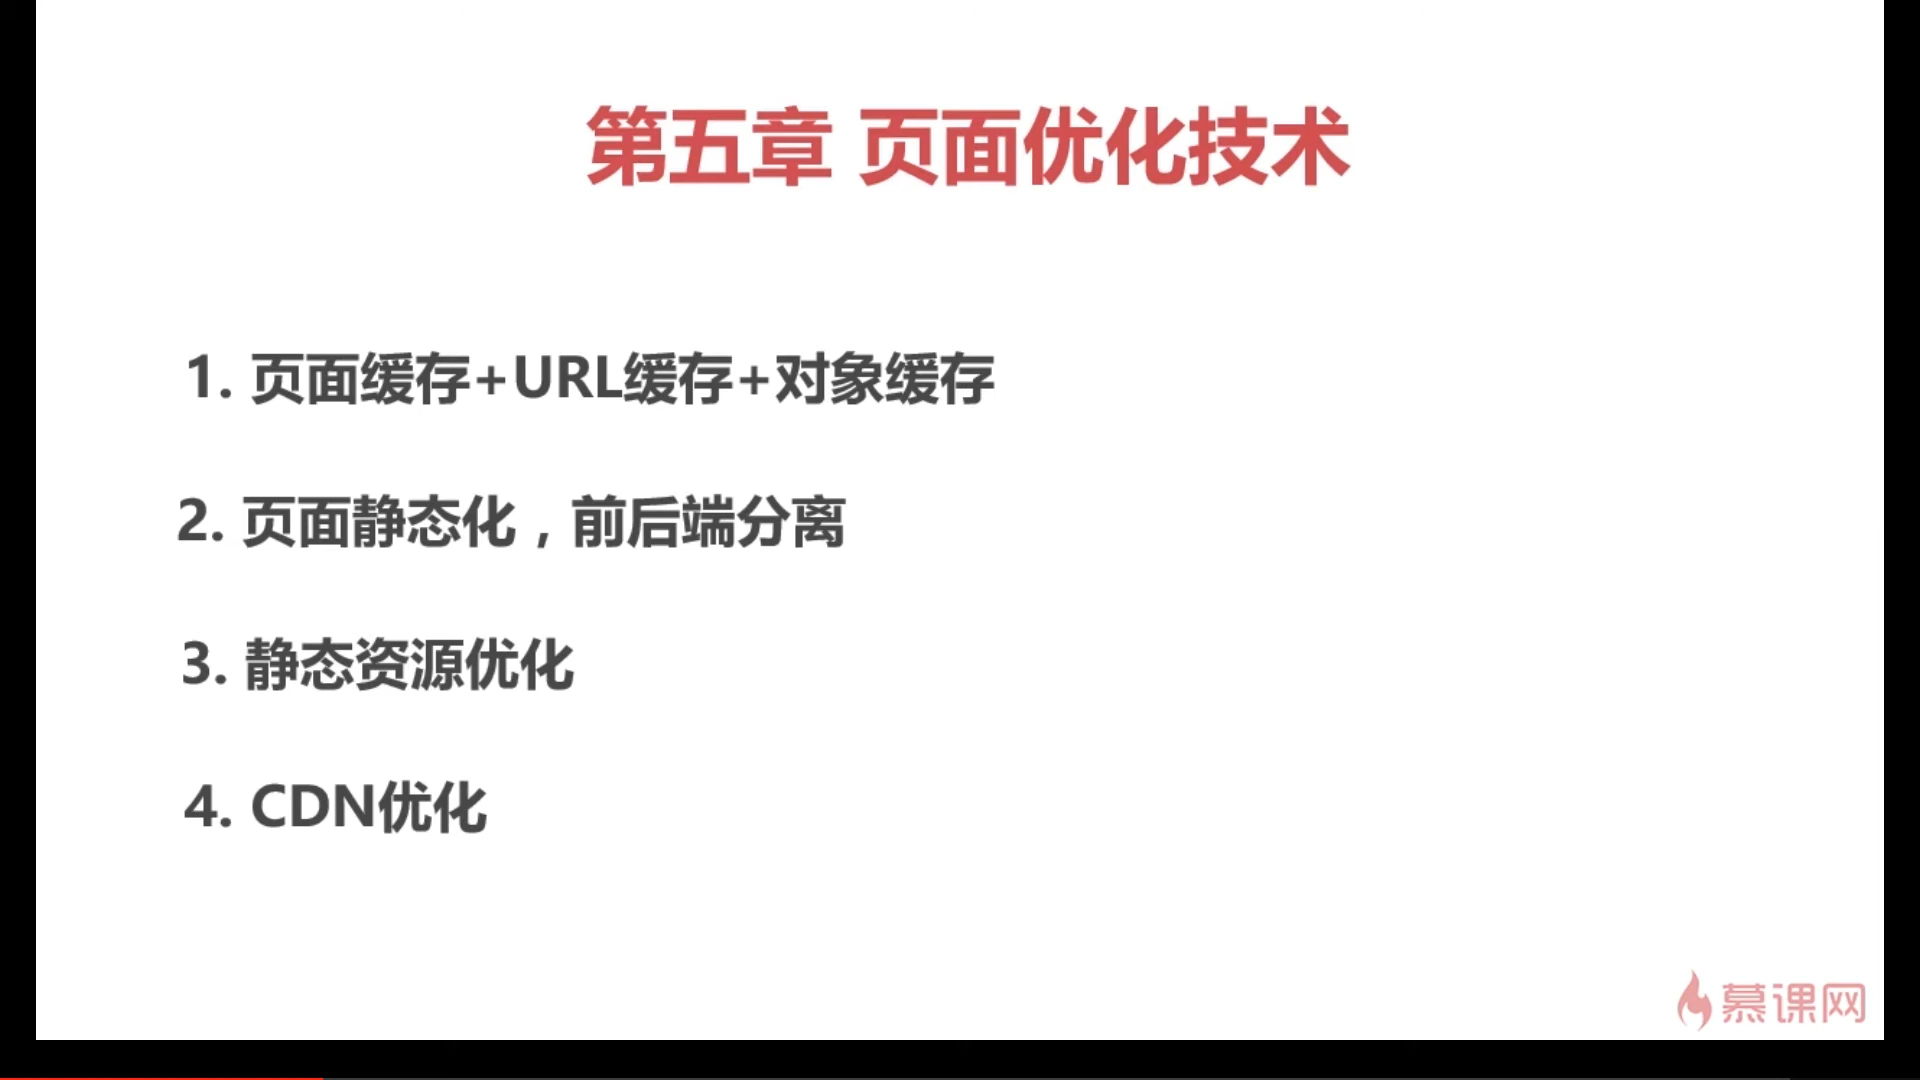 第五章 页面优化技术
1. 页面缓存+URL缓存+对象缓存
2. 页面静态化，前后端分离
3. 静态资源优化
4. CDN优化
慕课网